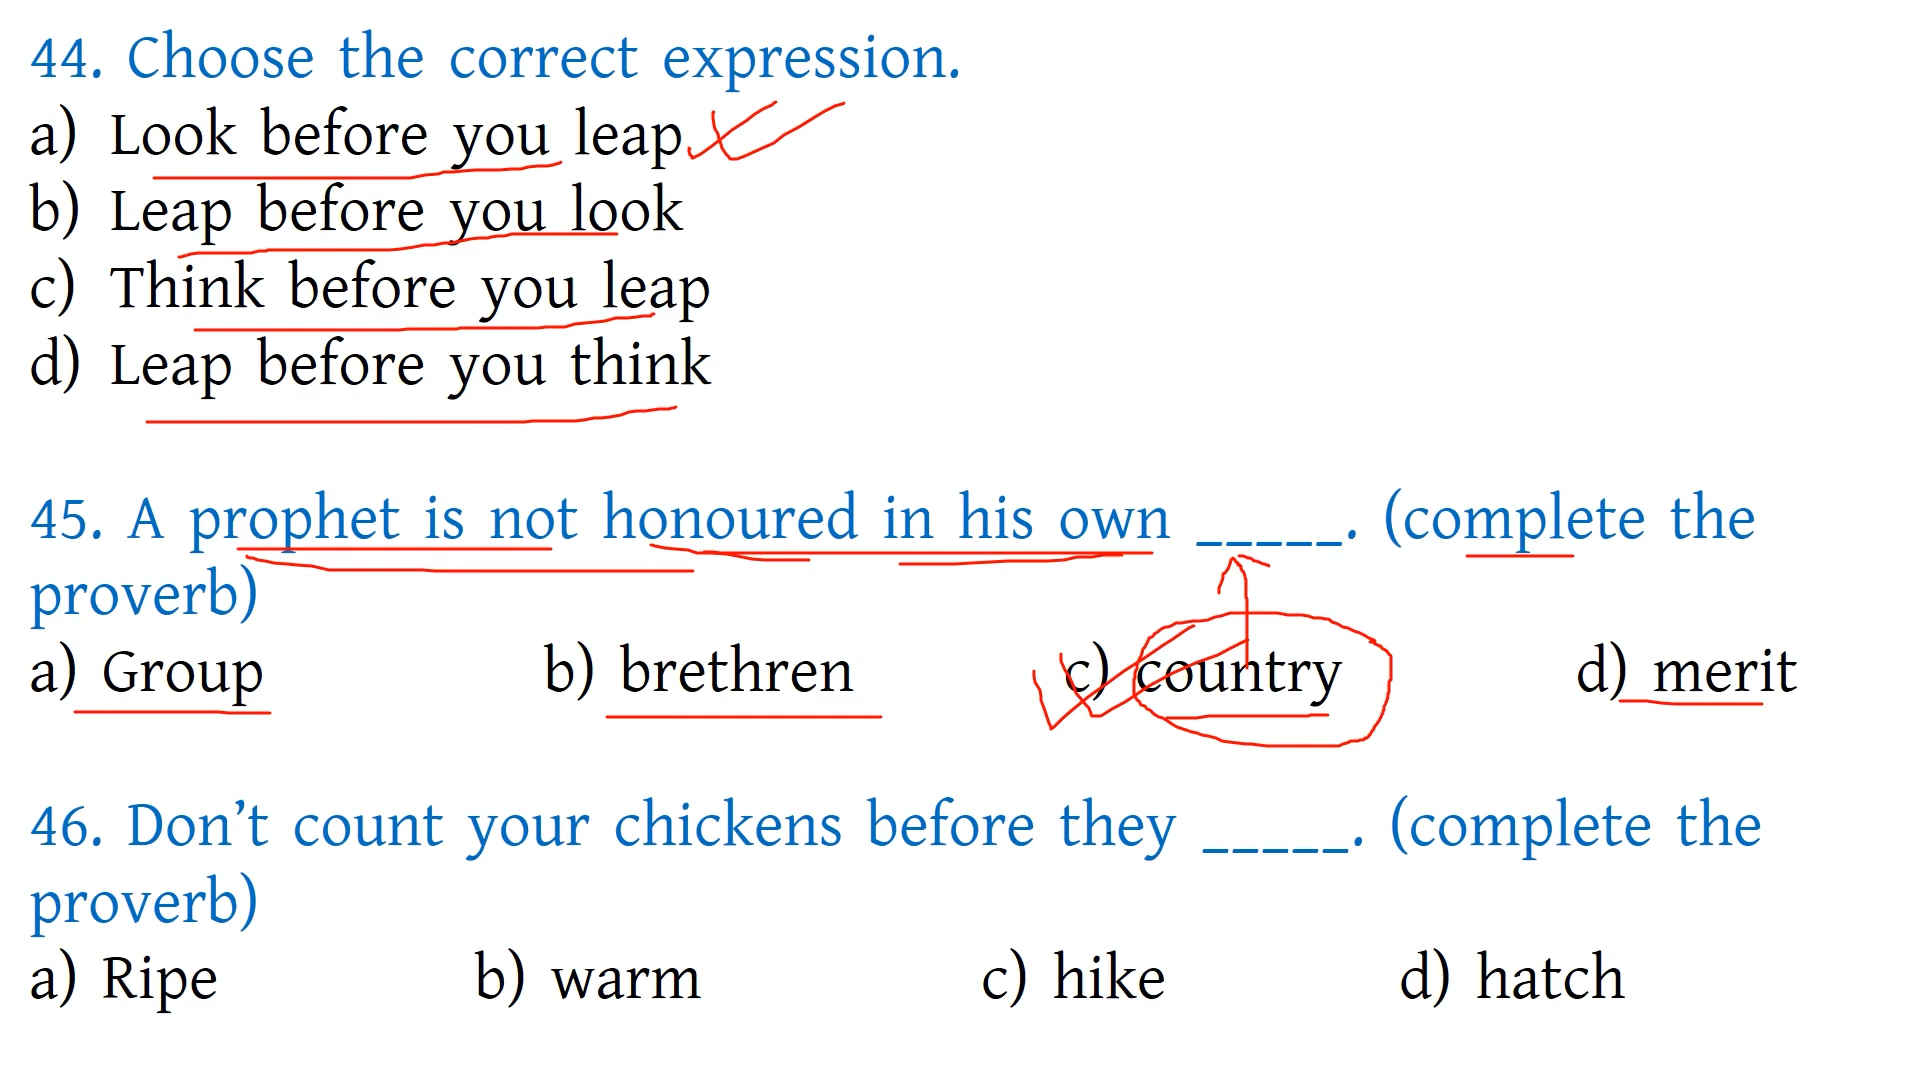 44. Choose the correct expression.
a) Look before you leap
b) Leap before you look
c) Think before you leap
d) Leap before you think
45. A prophet is not honoured in his own _____. (complete the
proverb)
a) Group b) brethren c) country d) merit
46. Don’t count your chickens before they _____. (complete the
proverb)
a) Ripe b) warm c) hike d) hatch